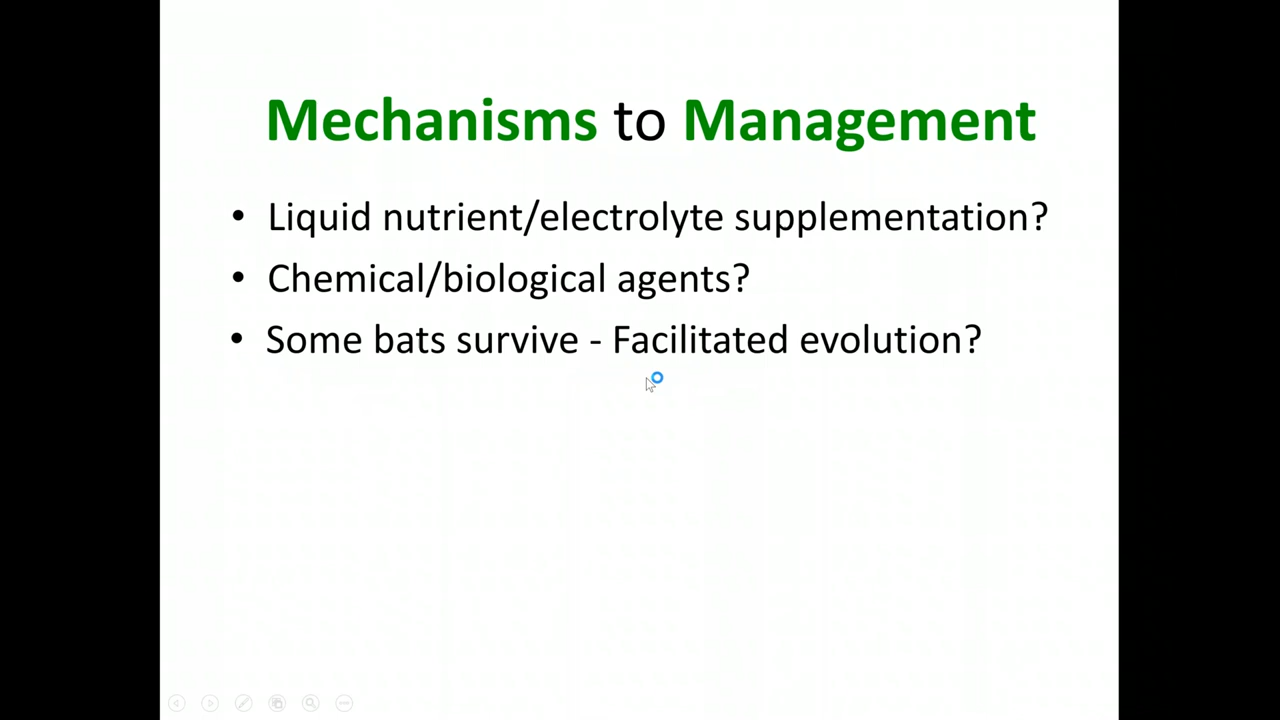 Mechanisms to Management
• Liquid nutrient/electrolyte supplementation?
• Chemical/biological agents?
• Some bats survive - Facilitated evolution?